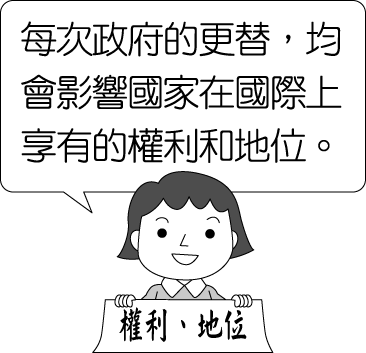 每次政府的更替，均
會影響國家在國際上
享有的權利和地位。
權利、地位